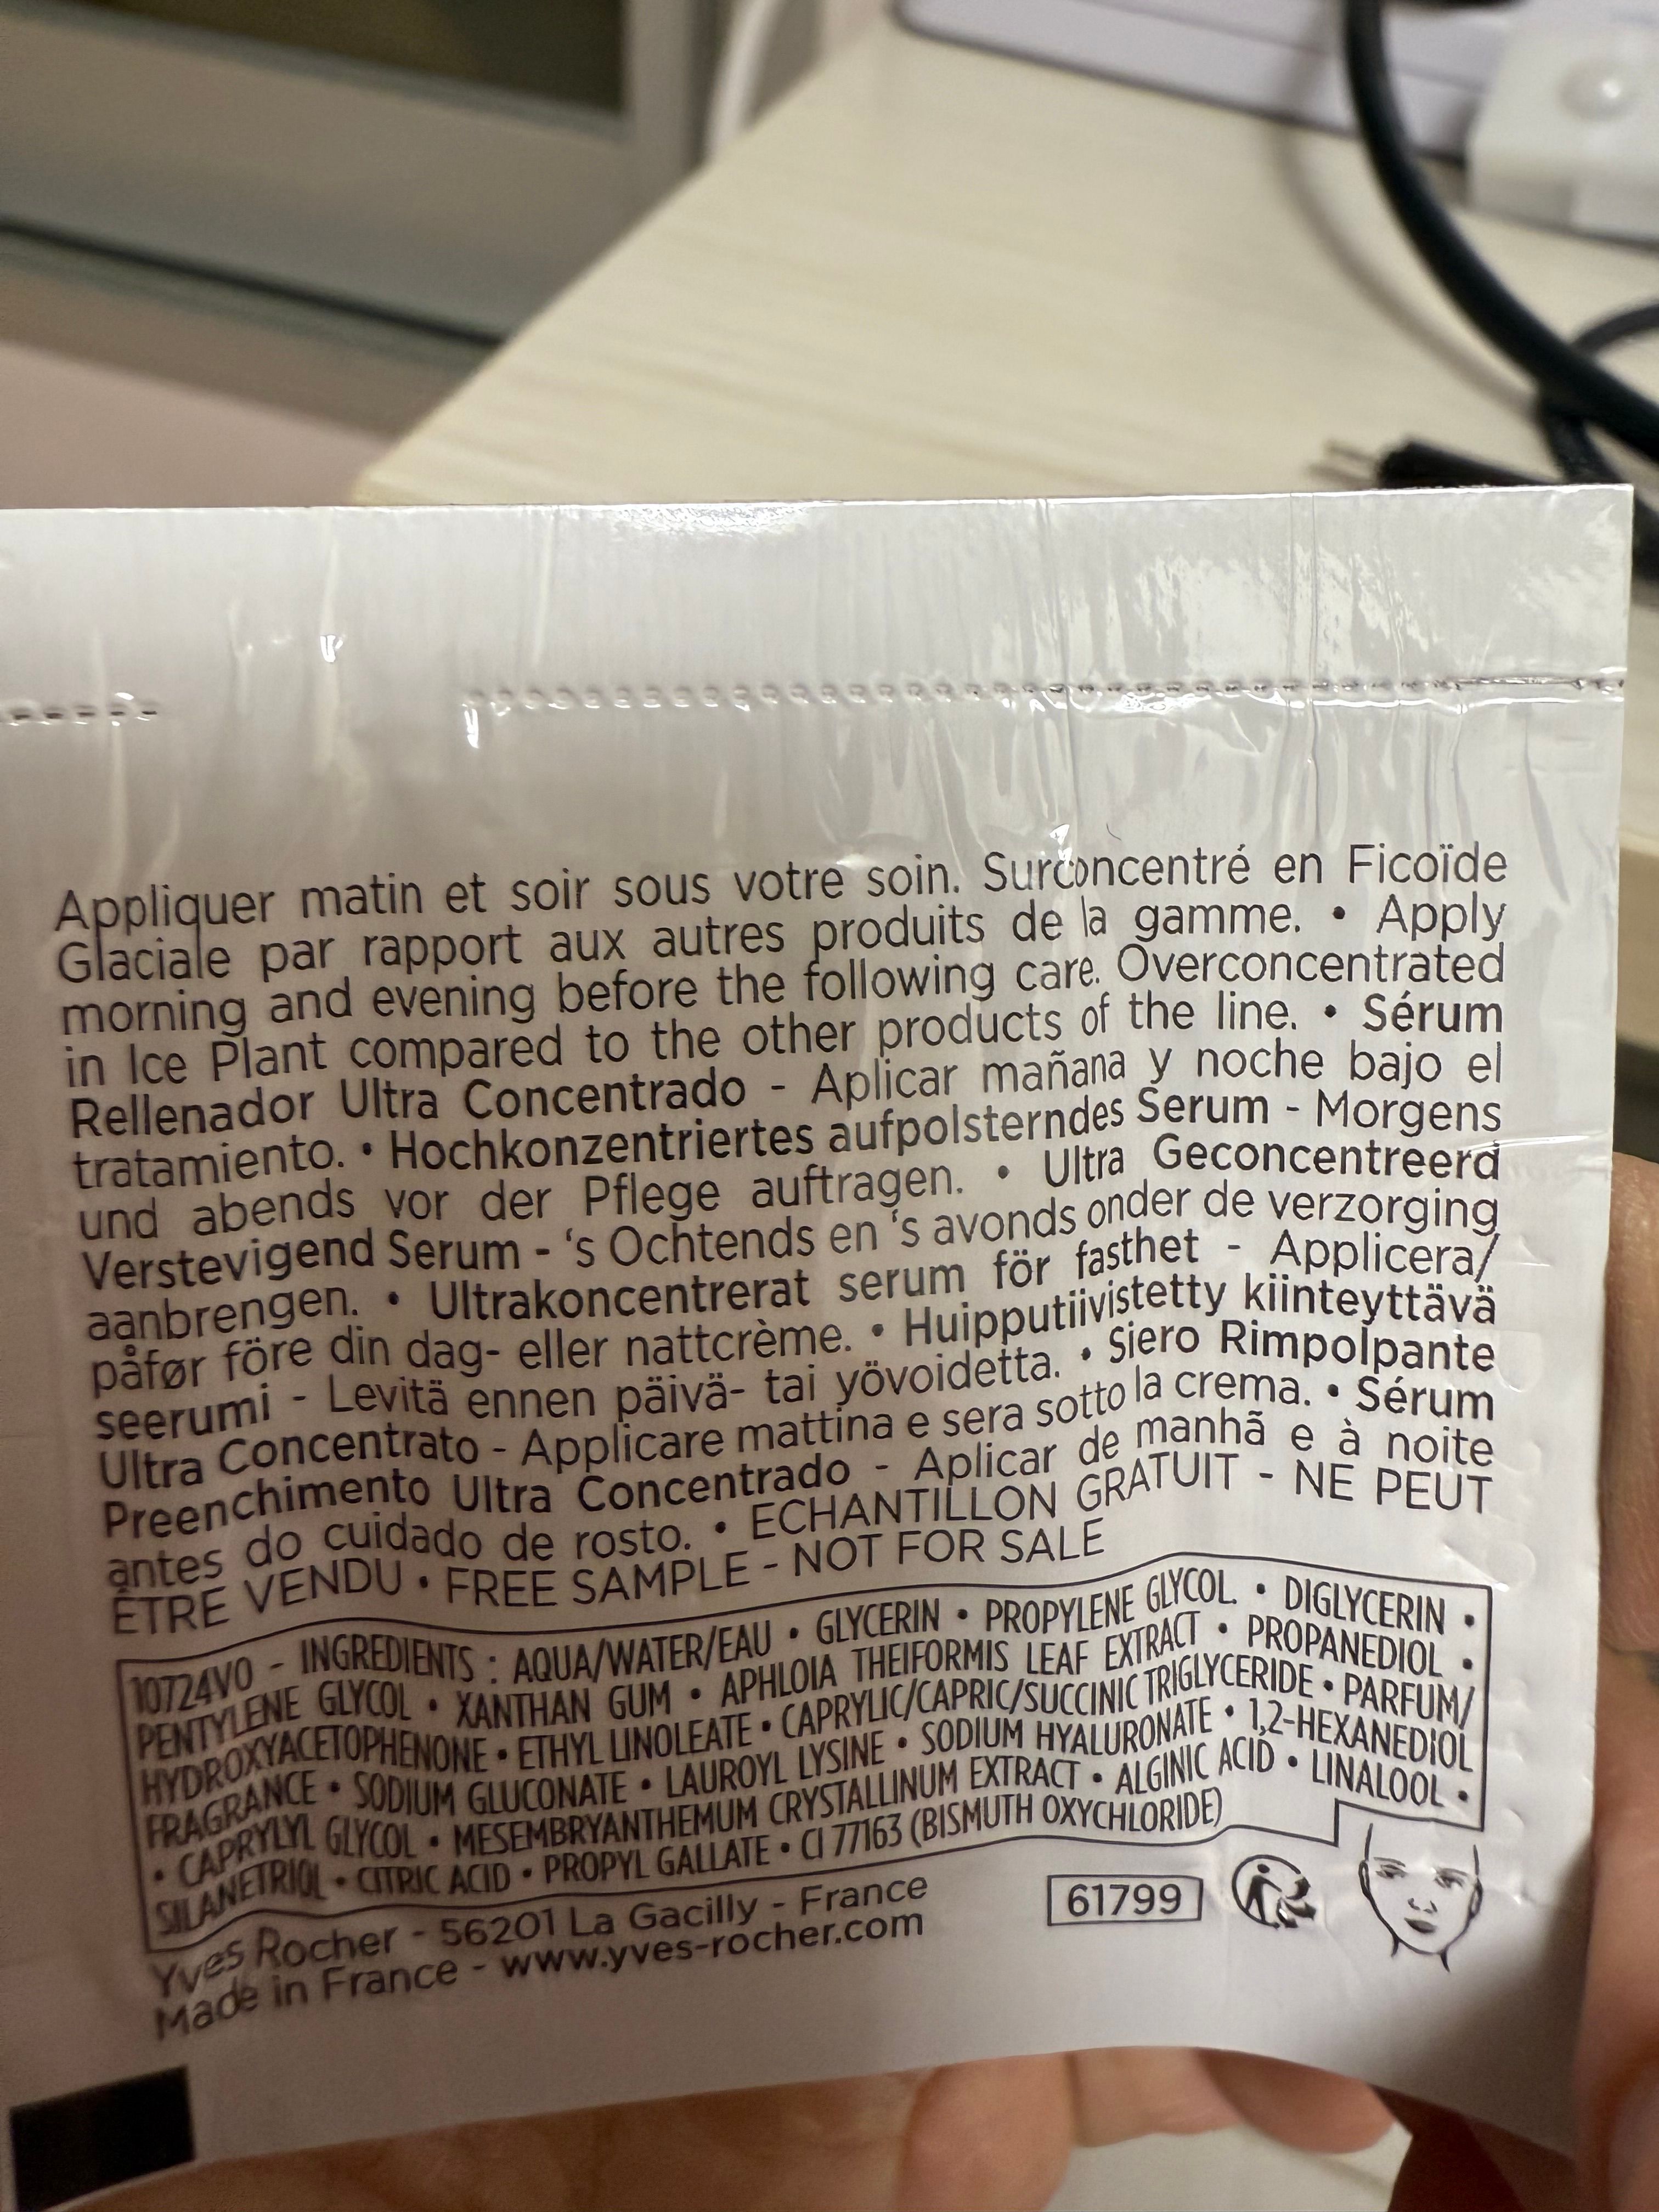 Appliquer matin et soir sous votre soin. Surconcentré en Ficoïde
Glaciale par rapport aux autres produits de la gamme. • Apply
morning and evening before the following care. Overconcentrated
in Ice Plant compared to the other products of the line. • Sérum
Rellenador Ultra Concentrado - Aplicar mañana y noche bajo el
tratamiento. • Hochkonzentriertes aufpolsterndes Serum - Morgens
und abends vor der Pflege auftragen. • Ultra Geconcentreerd
Verstevigend Serum - ‘s Ochtends en ‘s avonds onder de verzorging
aanbrengen. • Ultrakoncentrerat serum för fasthet - Applicera/
påfør före din dag- eller nattcrème. • Huipputiivistetty kiinteyttävä
seerumi - Levitä ennen päivä- tai yövoidetta. • Siero Rimpolpante
Ultra Concentrato - Applicare mattina e sera sotto la crema. • Sérum
Preenchimento Ultra Concentrado - Aplicar de manhã e à noite
antes do cuidado de rosto. • ECHANTILLON GRATUIT - NE PEUT
ÊTRE VENDU • FREE SAMPLE - NOT FOR SALE
10724V0 - INGREDIENTS : AQUA/WATER/EAU • GLYCERIN • PROPYLENE GLYCOL • DIGLYCERIN •
PENTYLENE GLYCOL • XANTHAN GUM • APHLOIA THEIFORMIS LEAF EXTRACT • PROPANEDIOL •
HYDROXYACETOPHENONE • ETHYL LINOLEATE • CAPRYLIC/CAPRIC/SUCCINIC TRIGLYCERIDE • PARFUM/
FRAGRANCE • SODIUM GLUCONATE • LAUROYL LYSINE • SODIUM HYALURONATE • 1,2-HEXANEDIOL
• CAPRYLYL GLYCOL • MESEMBRYANTHEMUM CRYSTALLINUM EXTRACT • ALGINIC ACID • LINALOOL •
SILANETRIOL • CITRIC ACID • PROPYL GALLATE • CI 77163 (BISMUTH OXYCHLORIDE)
Yves Rocher - 56201 La Gacilly - France
Made in France - www.yves-rocher.com
61799